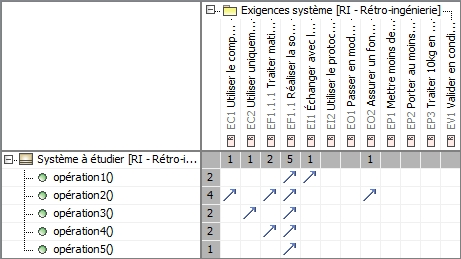 Exigences système [RI - Rétro-ingénierie]
EC1 Utiliser le comp...
EC2 Utiliser uniquem...
EF1.1.1 Traiter mati...
EF1.1 Réaliser la so...
EI1 Échanger avec l...
EI2 Utiliser le protoc...
EO1 Passer en mod...
EO2 Assurer un fon...
EP1 Mettre moins de...
EP2 Porter au moins...
EP3 Traiter 10kg en ...
EV1 Valider en condi...
Système à étudier [RI - Rétro-i... 1 1 2 5 1 1
opération1() 2
opération2() 4
opération3() 2
opération4() 2
opération5() 1